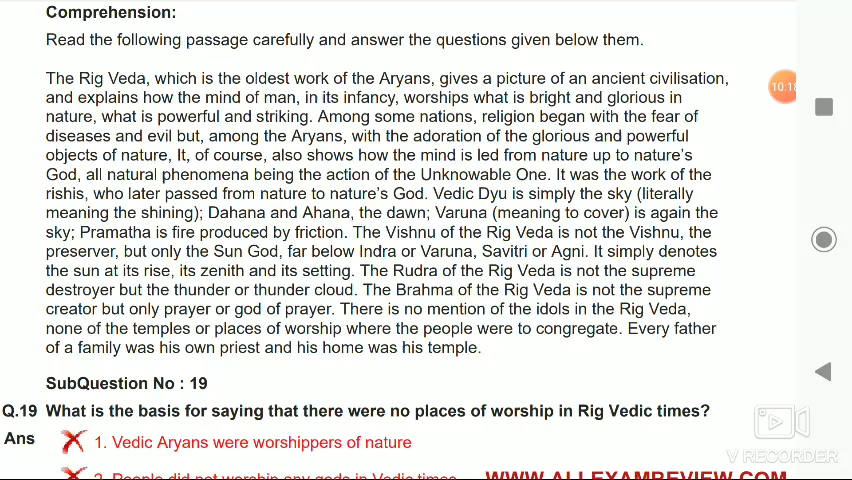 Comprehension:
Read the following passage carefully and answer the questions given below them.
The Rig Veda, which is the oldest work of the Aryans, gives a picture of an ancient civilisation,
and explains how the mind of man, in its infancy, worships what is bright and glorious in
nature, what is powerful and striking. Among some nations, religion began with the fear of
diseases and evil but, among the Aryans, with the adoration of the glorious and powerful
objects of nature, It, of course, also shows how the mind is led from nature up to nature's
God, all natural phenomena being the action of the Unknowable One. It was the work of the
rishis, who later passed from nature to nature's God. Vedic Dyu is simply the sky (literally
meaning the shining); Dahana and Ahana, the dawn; Varuna (meaning to cover) is again the
sky; Pramatha is fire produced by friction. The Vishnu of the Rig Veda is not the Vishnu, the
preserver, but only the Sun God, far below Indra or Varuna, Savitri or Agni. It simply denotes
the sun at its rise, its zenith and its setting. The Rudra of the Rig Veda is not the supreme
destroyer but the thunder or thunder cloud. The Brahma of the Rig Veda is not the supreme
creator but only prayer or god of prayer. There is no mention of the idols in the Rig Veda,
none of the temples or places of worship where the people were to congregate. Every father
of a family was his own priest and his home was his temple.
SubQuestion No : 19
Q.19 What is the basis for saying that there were no places of worship in Rig Vedic times?
Ans 1. Vedic Aryans were worshippers of nature
2. People did not worship any gods in Vedic times
WWW.ALLEXAMREVIEW.COM
10:18
V RECORDER